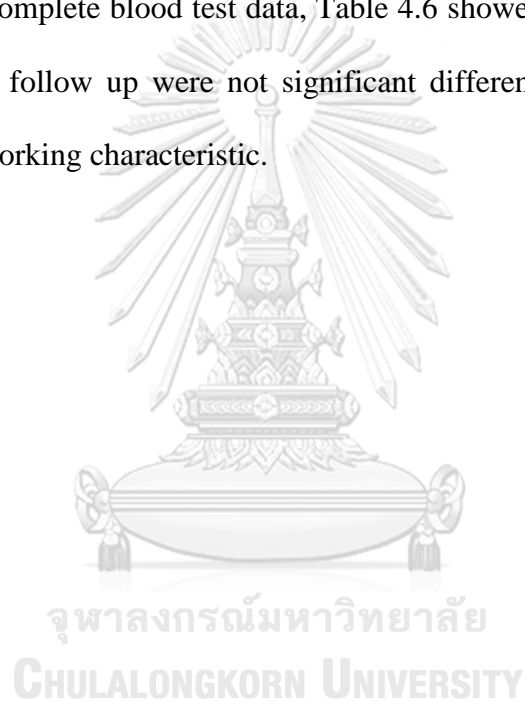 omplete blood test data, Table 4.6 showe
follow up were not significant differen
orking characteristic.
จุฬาลงกรณ์มหาวิทยาลัย
CHULALONGKORN UNIVERSITY